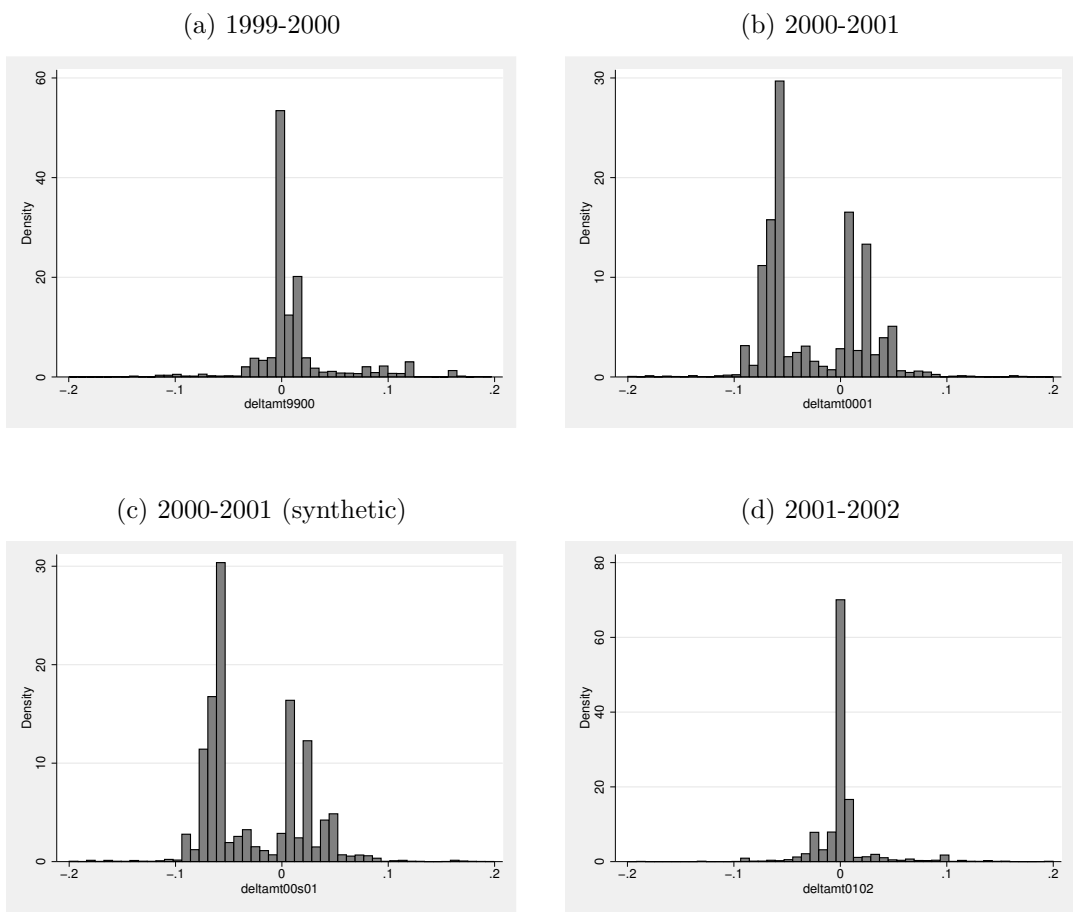 (a) 1999-2000
(b) 2000-2001
60
40
20
0
Density
-.2 -.1 0 .1 .2
deltamt9900
30
20
10
0
Density
-.2 -.1 0 .1 .2
deltamt0001
(c) 2000-2001 (synthetic)
(d) 2001-2002
30
20
10
0
Density
-.2 -.1 0 .1 .2
deltamt00s01
80
60
40
20
0
Density
-.2 -.1 0 .1 .2
deltamt0102